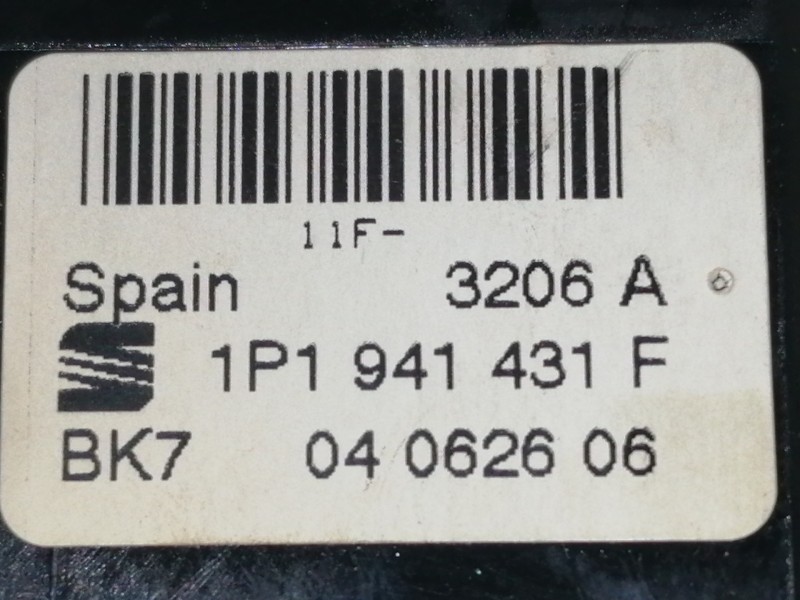 11F-
Spain 3206 A
1P1 941 431 F
BK7 04 0626 06